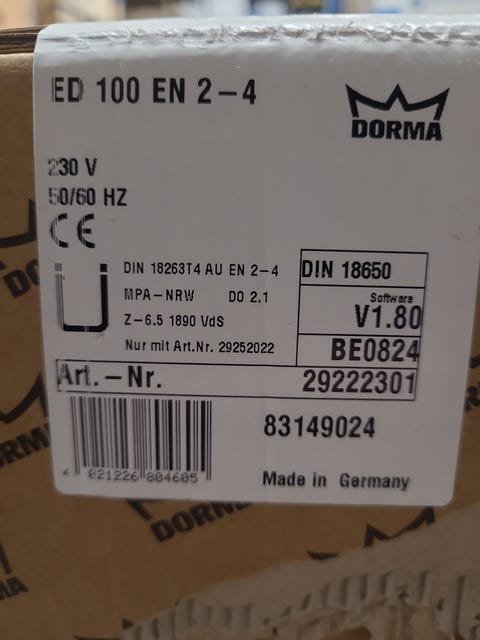 ED 100 EN 2-4
DORMA
230 V
50/60 HZ
CE
DIN 18263T4 AU EN 2-4
MPA-NRW DO 2.1
Z-6.5 1890 VdS
Nur mit Art.Nr. 29252022
DIN 18650
Software
V1.80
BE0824
Art.-Nr. 29222301
83149024
021226 804605
Made in Germany
DORMA